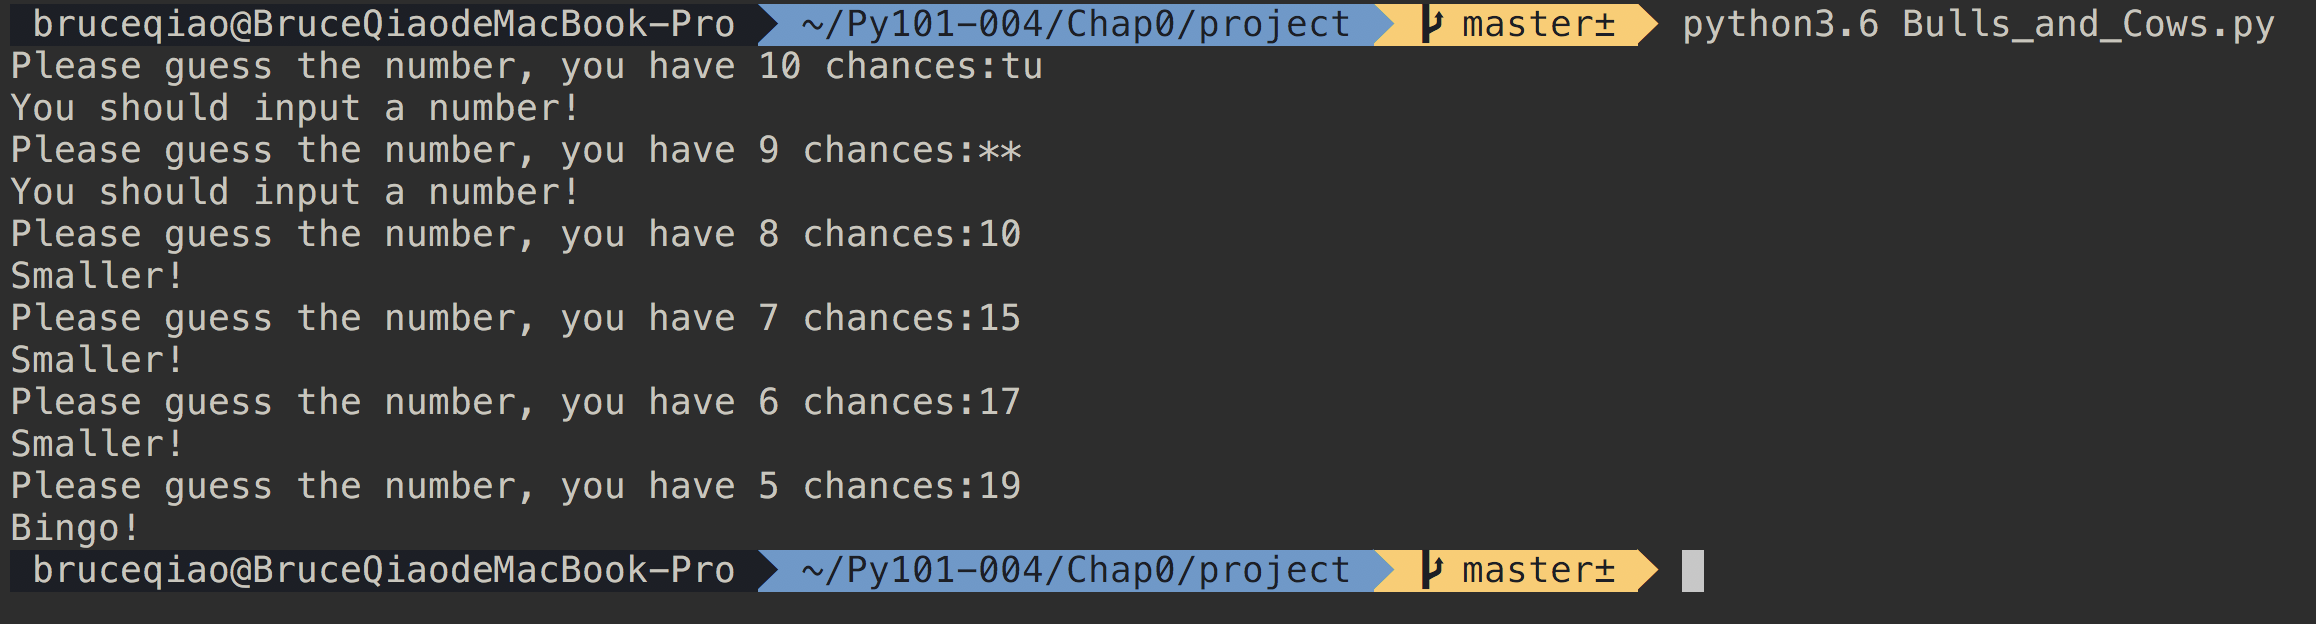 bruceqiao@BruceQiaodeMacBook-Pro ~/Py101-004/Chap0/project master± python3.6 Bulls_and_Cows.py
Please guess the number, you have 10 chances:tu
You should input a number!
Please guess the number, you have 9 chances:**
You should input a number!
Please guess the number, you have 8 chances:10
Smaller!
Please guess the number, you have 7 chances:15
Smaller!
Please guess the number, you have 6 chances:17
Smaller!
Please guess the number, you have 5 chances:19
Bingo!
bruceqiao@BruceQiaodeMacBook-Pro ~/Py101-004/Chap0/project master±